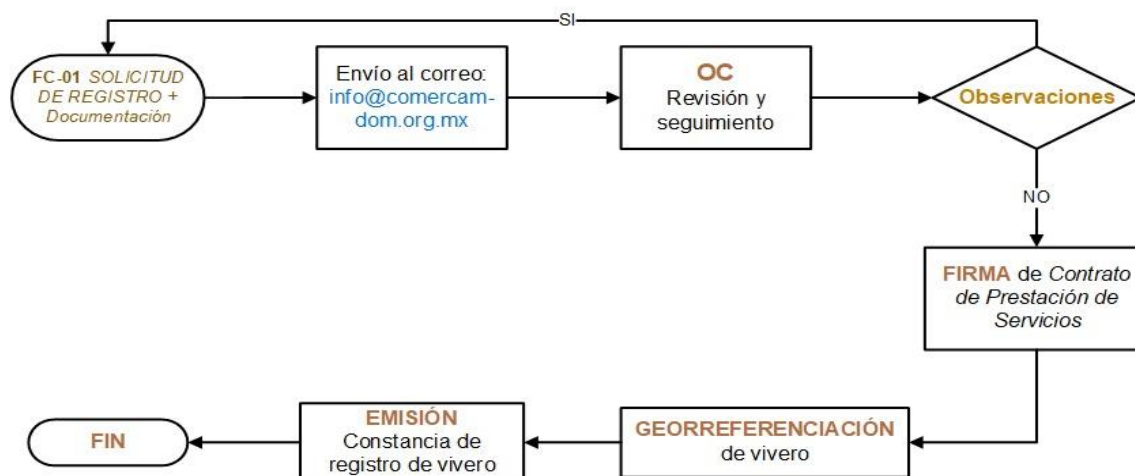 SI
FC-01 SOLICITUD
DE REGISTRO +
Documentación
Envío al correo:
info@comercam-
dom.org.mx
OC
Revisión y
seguimiento
Observaciones
NO
FIRMA de Contrato
de Prestación de
Servicios
GEORREFERENCIACIÓN
de vivero
EMISIÓN
Constancia de
registro de vivero
FIN